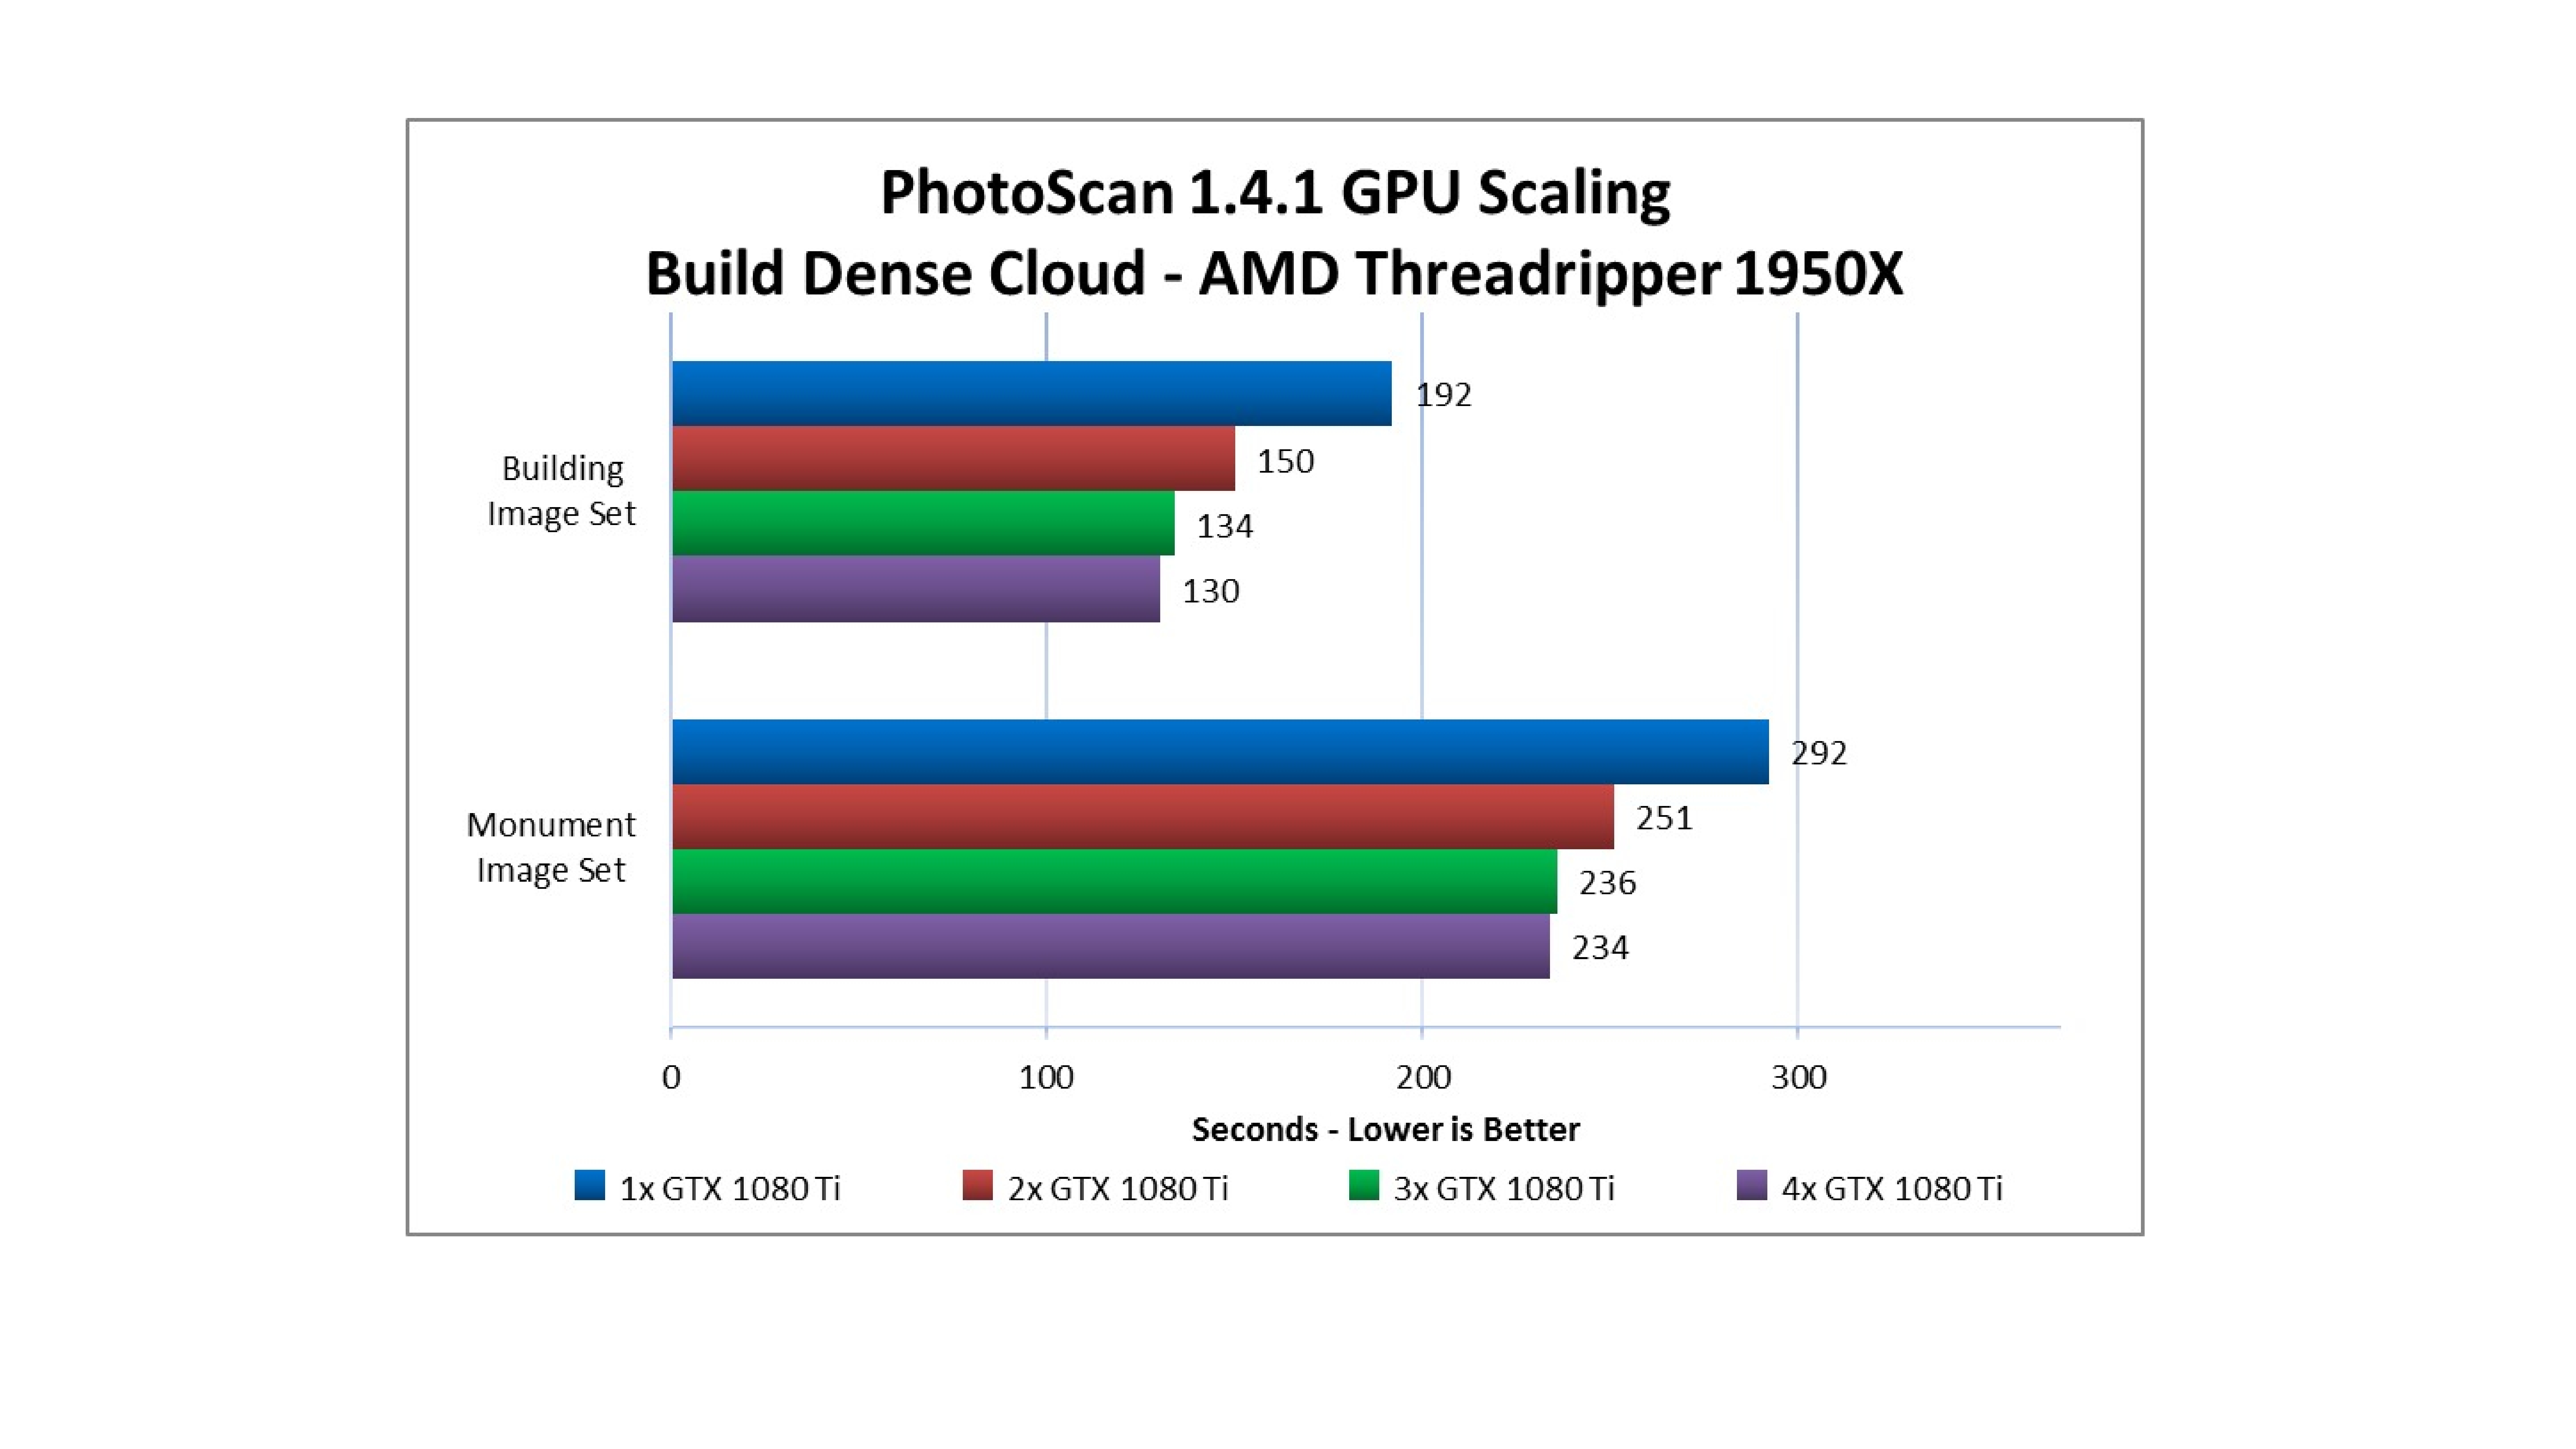 PhotoScan 1.4.1 GPU Scaling
Build Dense Cloud - AMD Threadripper 1950X
Building
Image Set
192
150
134
130
Monument
Image Set
292
251
236
234
0 100 200 300
Seconds - Lower is Better
1x GTX 1080 Ti 2x GTX 1080 Ti 3x GTX 1080 Ti 4x GTX 1080 Ti